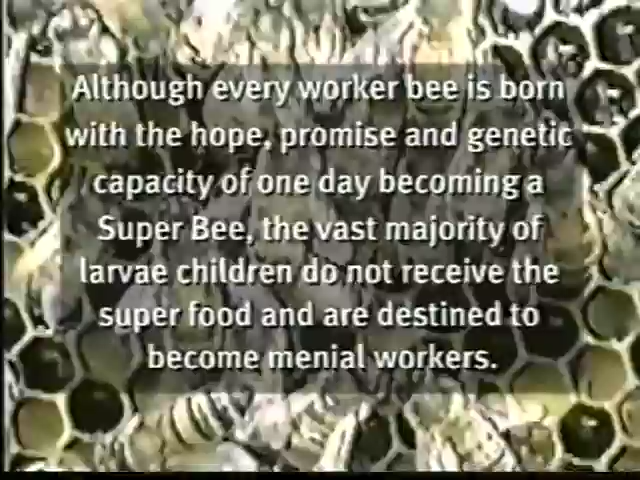 Although every worker bee is born
with the hope, promise and genetic
capacity of one day becoming a
Super Bee, the vast majority of
larvae children do not receive the
super food and are destined to
become menial workers.